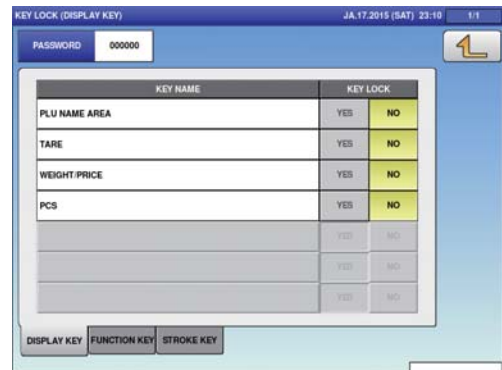 KEY LOCK (DISPLAY KEY) JA.17.2015 (SAT) 23:10 1/1
PASSWORD 000000
KEY NAME KEY LOCK
PLU NAME AREA YES NO
TARE YES NO
WEIGHT/PRICE YES NO
PCS YES NO
YES NO
YES NO
YES NO
DISPLAY KEY FUNCTION KEY STROKE KEY